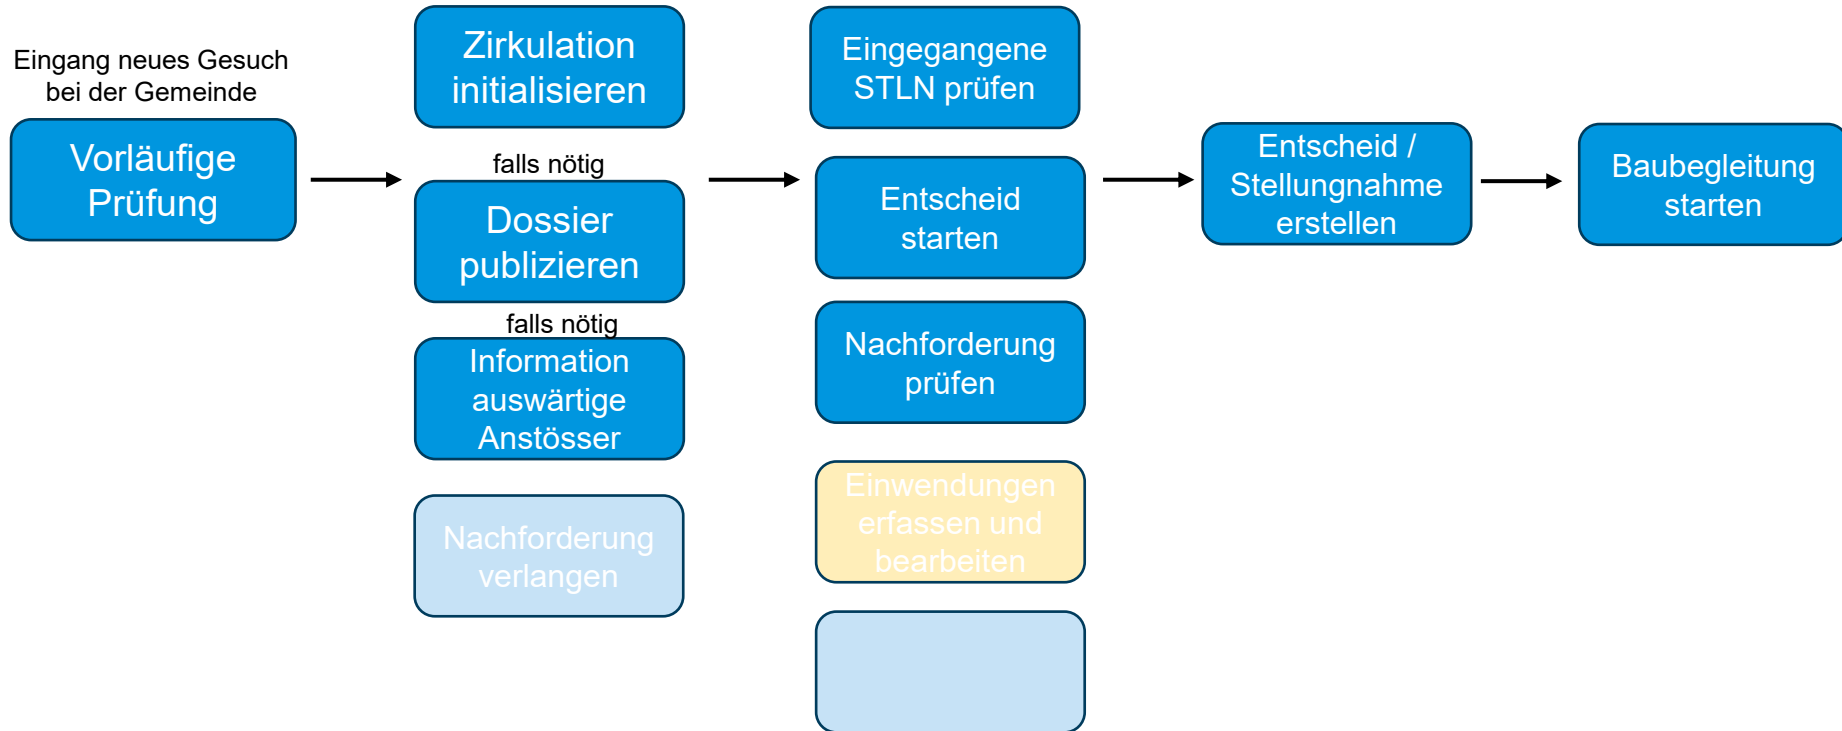 Eingang neues Gesuch
bei der Gemeinde
Vorläufige
Prüfung
Zirkulation
initialisieren
falls nötig
Dossier
publizieren
falls nötig
Information
auswärtige
Anstösser
Nachforderung
verlangen
Eingegangene
STLN prüfen
Entscheid
starten
Nachforderung
prüfen
Einwendungen
erfassen und
bearbeiten
Entscheid /
Stellungnahme
erstellen
Baubegleitung
starten